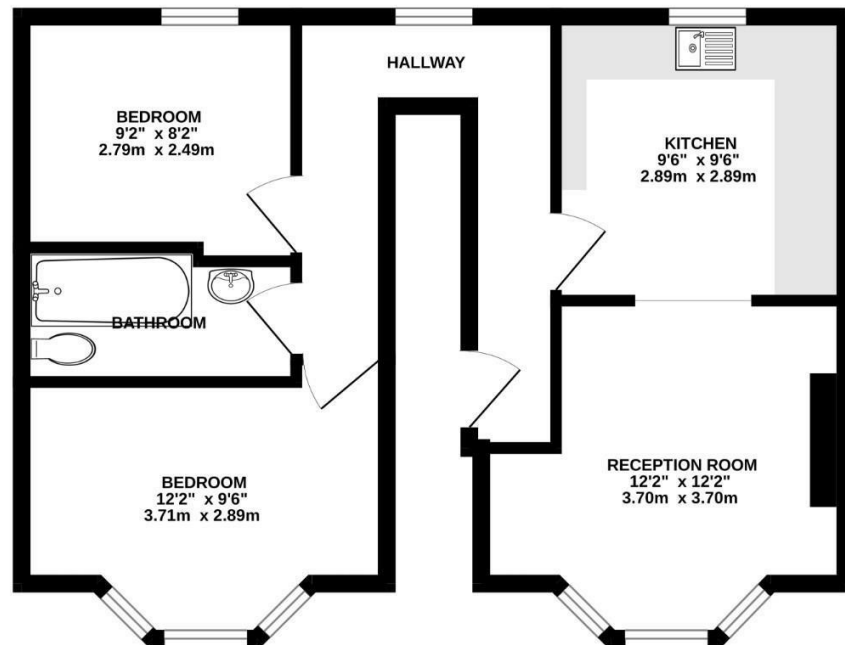 HALLWAY
BEDROOM
9'2" x 8'2"
2.79m x 2.49m
KITCHEN
9'6" x 9'6"
2.89m x 2.89m
BATHROOM
BEDROOM
12'2" x 9'6"
3.71m x 2.89m
RECEPTION ROOM
12'2" x 12'2"
3.70m x 3.70m